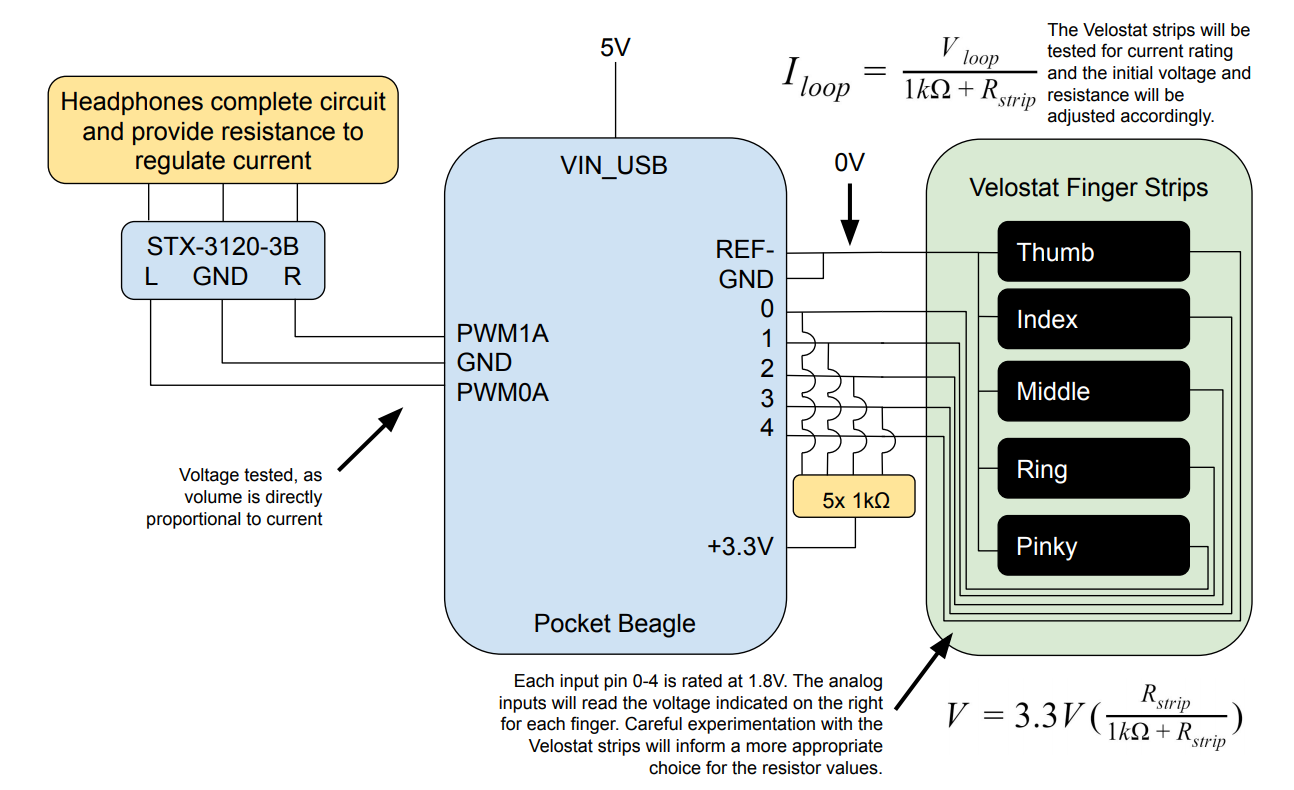 5V
I loop = V loop / 1kΩ + R strip
The Velostat strips will be
tested for current rating
and the initial voltage and
resistance will be
adjusted accordingly.
Headphones complete circuit
and provide resistance to
regulate current
STX-3120-3B
L GND R
VIN_USB
0V
Velostat Finger Strips
REF-
GND
0
1
2
3
4
PWM1A
GND
PWM0A
Thumb
Index
Middle
Ring
Pinky
Voltage tested, as
volume is directly
proportional to current
5x 1kΩ
+3.3V
Pocket Beagle
Each input pin 0-4 is rated at 1.8V. The analog
inputs will read the voltage indicated on the right
for each finger. Careful experimentation with the
Velostat strips will inform a more appropriate
choice for the resistor values.
V = 3.3V( R strip / 1kΩ + R strip )